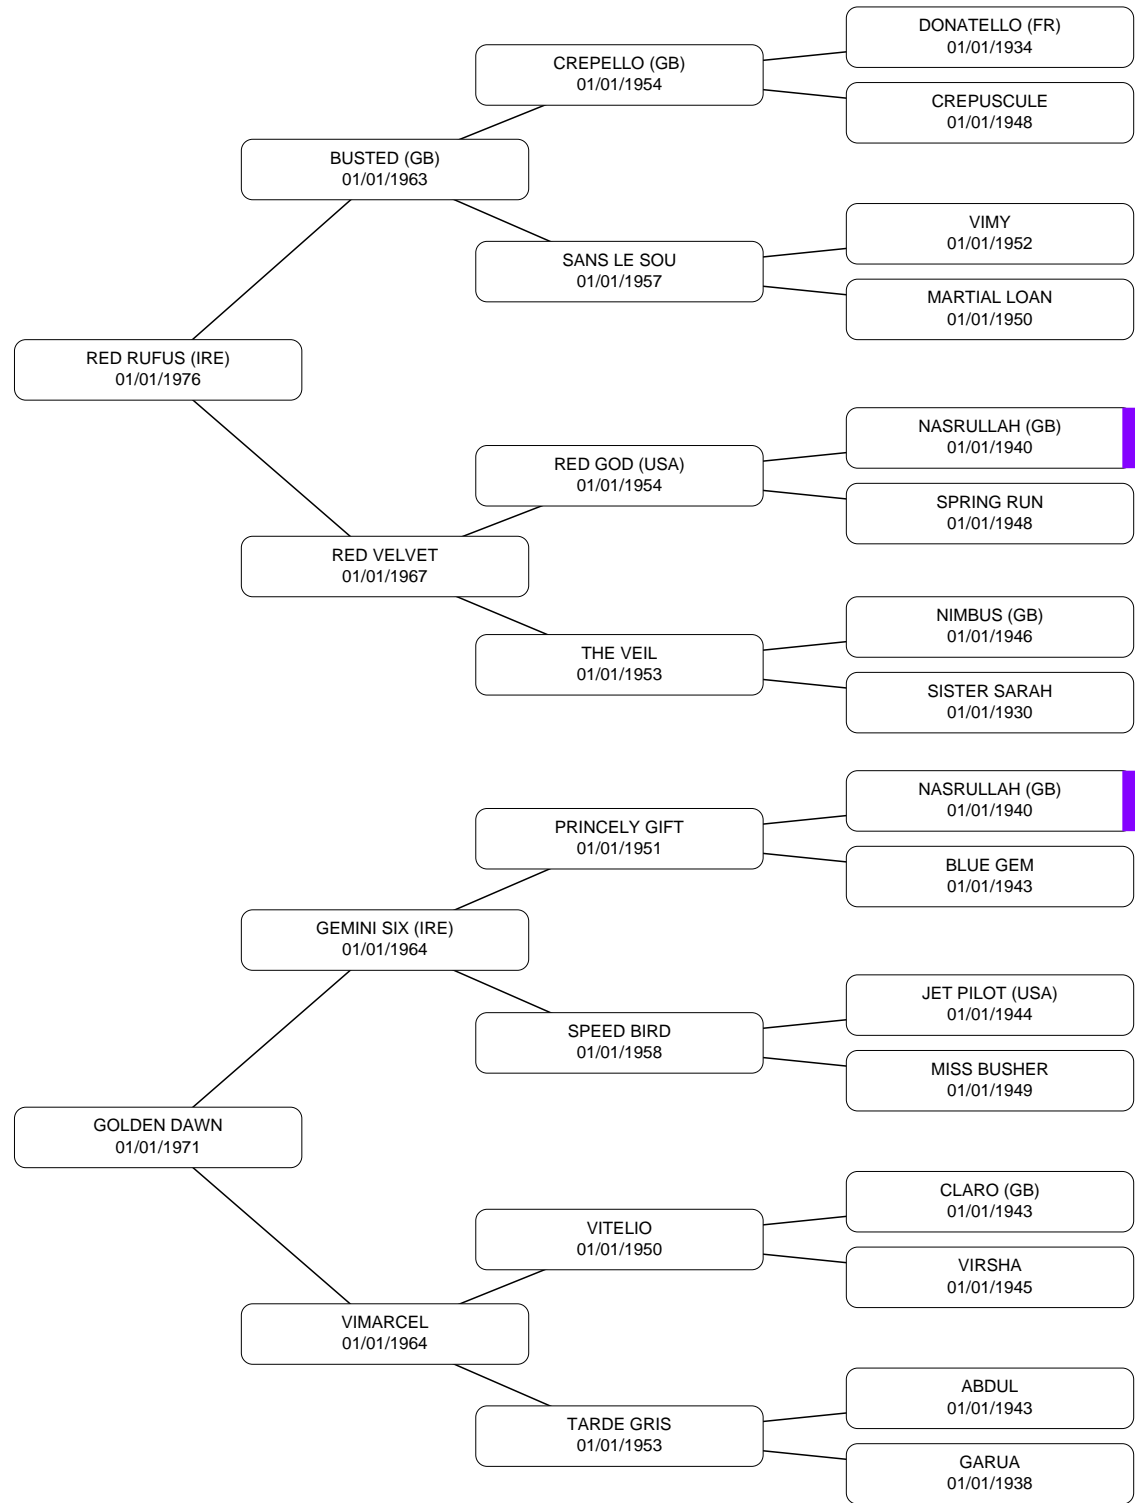 DONATELLO (FR)
01/01/1934
CREPELLO (GB)
01/01/1954
CREPUSCULE
01/01/1948
BUSTED (GB)
01/01/1963
VIMY
01/01/1952
SANS LE SOU
01/01/1957
MARTIAL LOAN
01/01/1950
RED RUFUS (IRE)
01/01/1976
NASRULLAH (GB)
01/01/1940
RED GOD (USA)
01/01/1954
SPRING RUN
01/01/1948
RED VELVET
01/01/1967
NIMBUS (GB)
01/01/1946
THE VEIL
01/01/1953
SISTER SARAH
01/01/1930
NASRULLAH (GB)
01/01/1940
PRINCELY GIFT
01/01/1951
BLUE GEM
01/01/1943
GEMINI SIX (IRE)
01/01/1964
JET PILOT (USA)
01/01/1944
SPEED BIRD
01/01/1958
MISS BUSHER
01/01/1949
GOLDEN DAWN
01/01/1971
CLARO (GB)
01/01/1943
VITELIO
01/01/1950
VIRSHA
01/01/1945
VIMARCEL
01/01/1964
ABDUL
01/01/1943
TARDE GRIS
01/01/1953
GARUA
01/01/1938